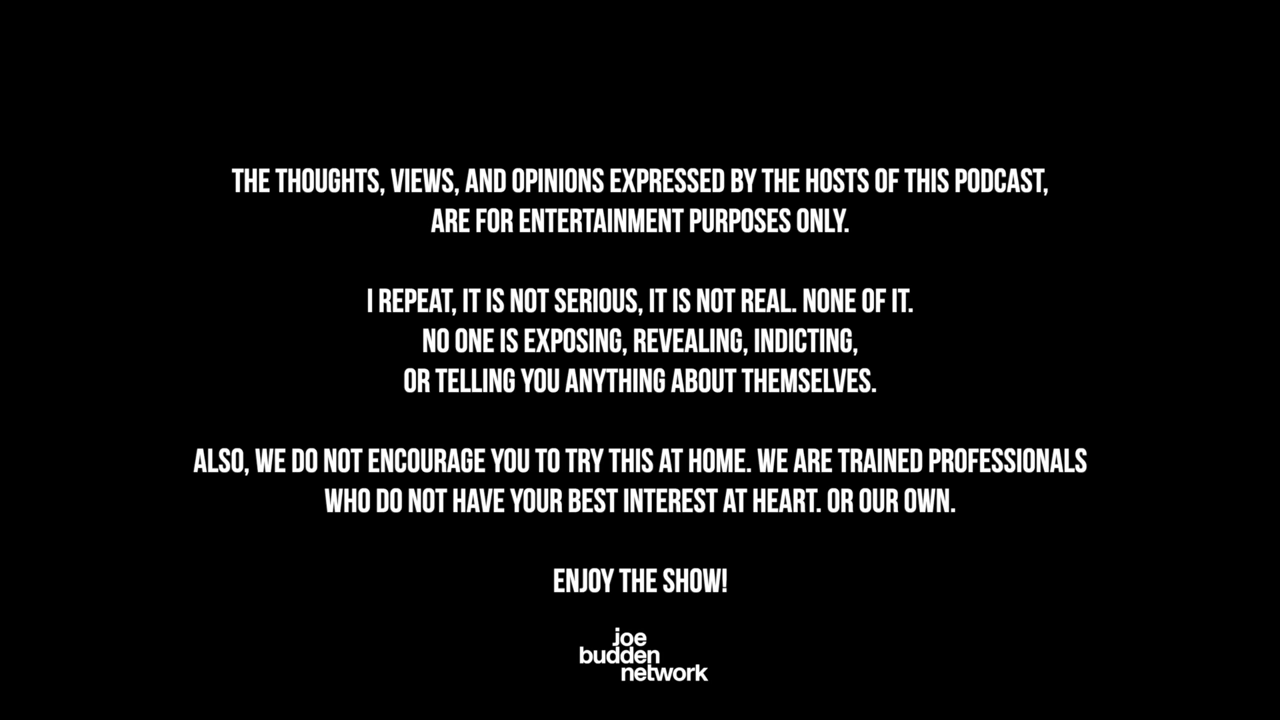 THE THOUGHTS, VIEWS, AND OPINIONS EXPRESSED BY THE HOSTS OF THIS PODCAST,
ARE FOR ENTERTAINMENT PURPOSES ONLY.
I REPEAT, IT IS NOT SERIOUS, IT IS NOT REAL. NONE OF IT.
NO ONE IS EXPOSING, REVEALING, INDICTING,
OR TELLING YOU ANYTHING ABOUT THEMSELVES.
ALSO, WE DO NOT ENCOURAGE YOU TO TRY THIS AT HOME. WE ARE TRAINED PROFESSIONALS
WHO DO NOT HAVE YOUR BEST INTEREST AT HEART. OR OUR OWN.
ENJOY THE SHOW!
joe
budden
network